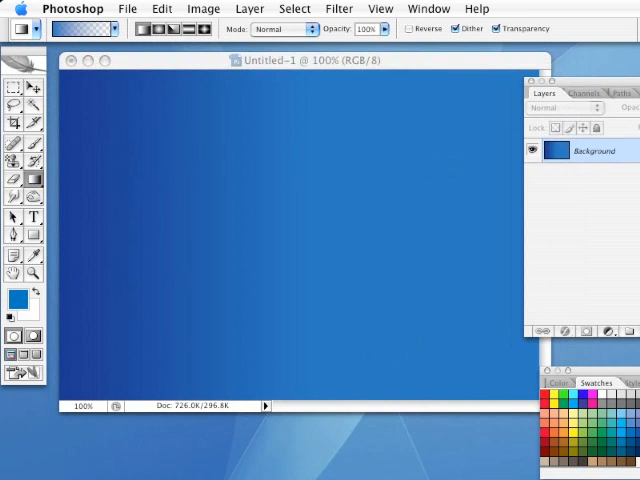 Photoshop File Edit Image Layer Select Filter View Window Help
Mode: Normal Opacity: 100% Reverse Dither Transparency
Untitled-1 @ 100% (RGB/8)
Layers Channels Paths
Normal Opac
Lock:
Background
T
100% Doc: 726.0K/296.8K
Color Swatches Style